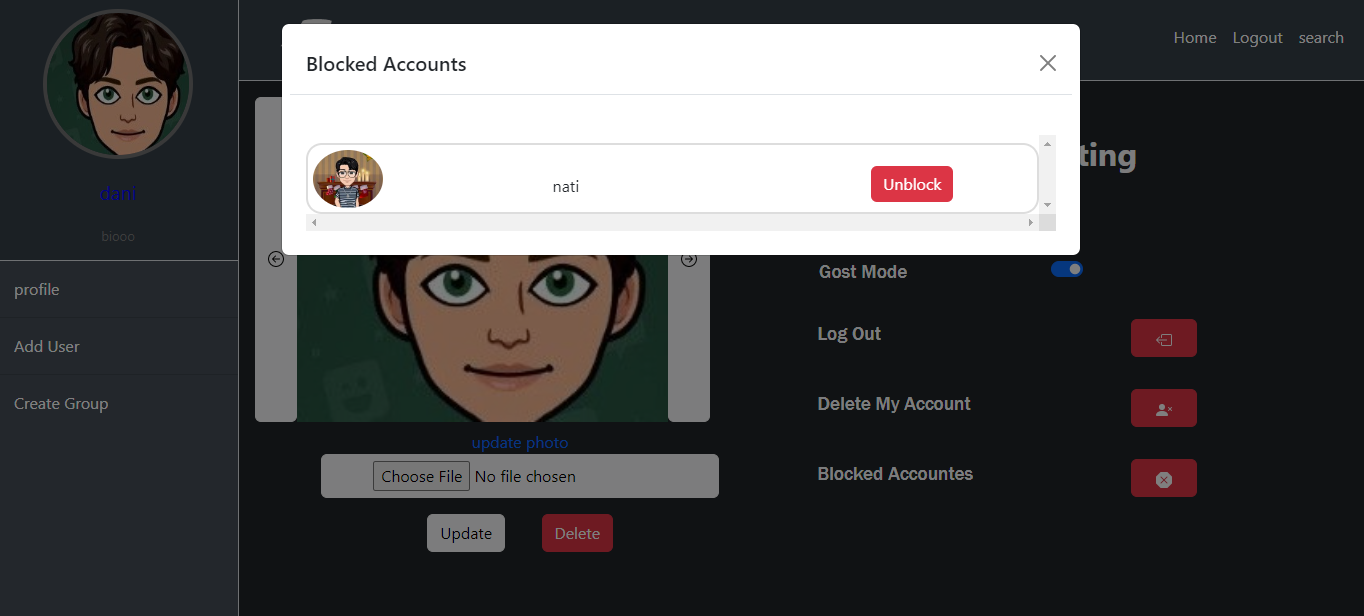 Home Logout search
Blocked Accounts
nati
Unblock
dani
biooo
profile
Add User
Create Group
update photo
Choose File No file chosen
Update
Delete
ting
Gost Mode
Log Out
Delete My Account
Blocked Accountes